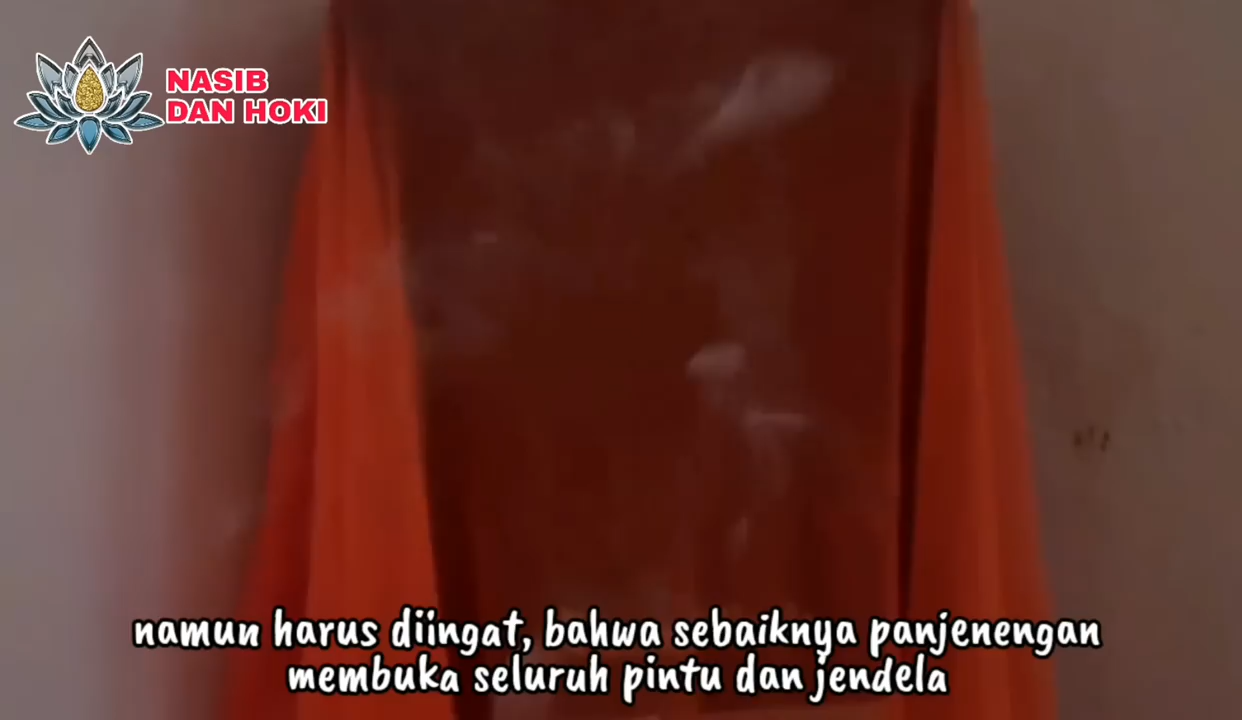 NASIB
DAN HOKI
namun harus diingat, bahwa sebaiknya panjenengan
membuka seluruh pintu dan jendela